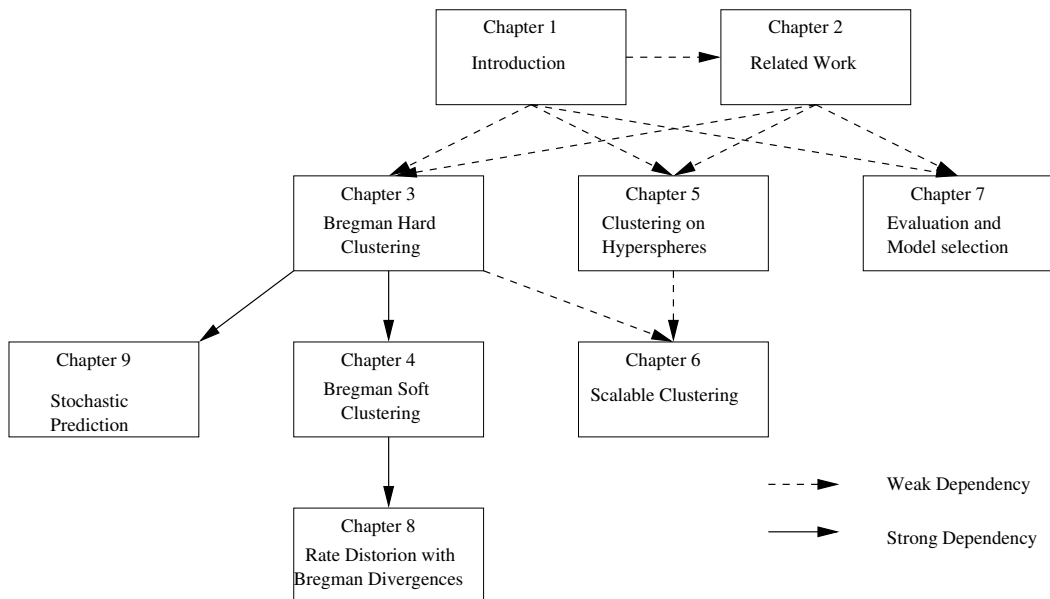 Chapter 1
Introduction
Chapter 2
Related Work
Chapter 3
Bregman Hard
Clustering
Chapter 5
Clustering on
Hyperspheres
Chapter 7
Evaluation and
Model selection
Chapter 9
Stochastic
Prediction
Chapter 4
Bregman Soft
Clustering
Chapter 6
Scalable Clustering
Chapter 8
Rate Distorion with
Bregman Divergences
Weak Dependency
Strong Dependency